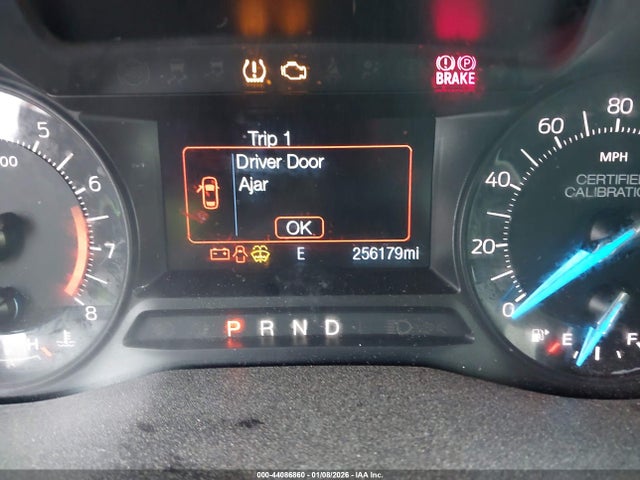 BRAKE
Trip 1
Driver Door
Ajar
OK
E 256179mi
P R N D
5
6
7
8
00
H
0
20
40
60
80
MPH
CERTIFIED
CALIBRATIO
E
F
000-44086860 - 01/08/2026 - IAA Inc.